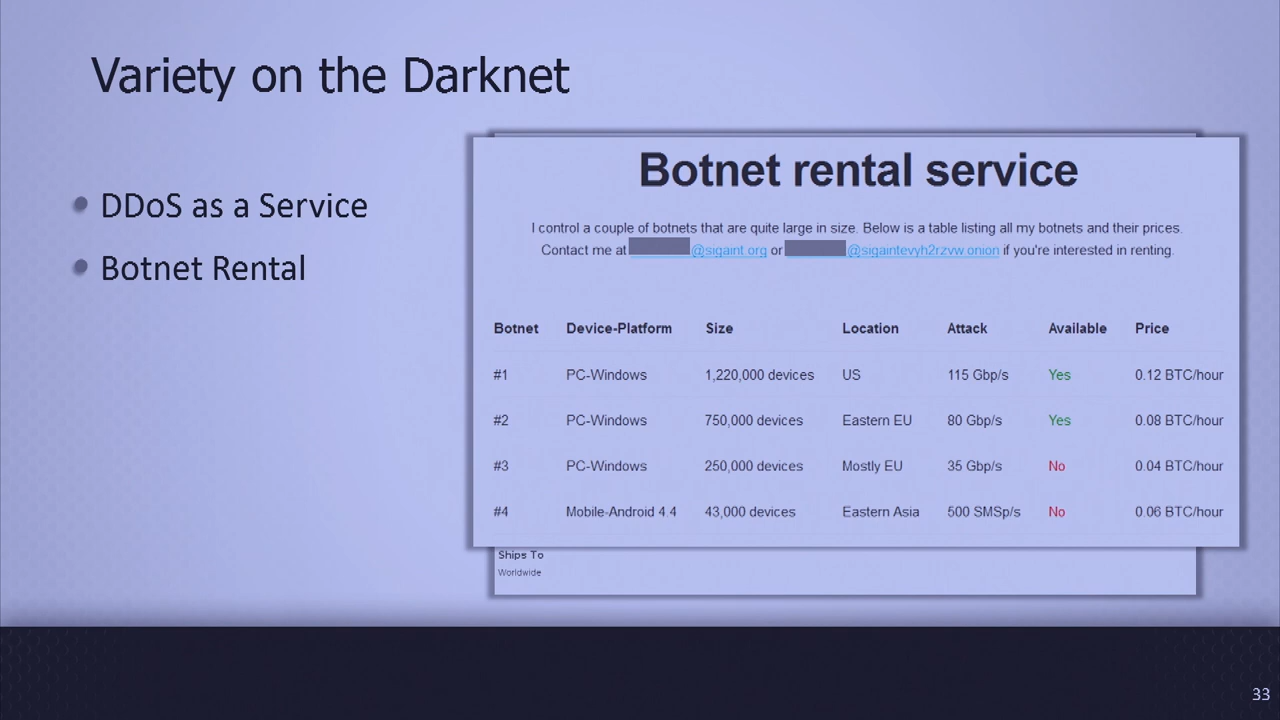 Variety on the Darknet
DDoS as a Service
Botnet Rental
Botnet rental service
I control a couple of botnets that are quite large in size. Below is a table listing all my botnets and their prices.
Contact me at @sigaint.org or @sigaintevyh2rzvw.onion if you're interested in renting.
Botnet Device-Platform Size Location Attack Available Price
#1 PC-Windows 1,220,000 devices US 115 Gbp/s Yes 0.12 BTC/hour
#2 PC-Windows 750,000 devices Eastern EU 80 Gbp/s Yes 0.08 BTC/hour
#3 PC-Windows 250,000 devices Mostly EU 35 Gbp/s No 0.04 BTC/hour
#4 Mobile-Android 4.4 43,000 devices Eastern Asia 500 SMSp/s No 0.06 BTC/hour
Ships To
Worldwide
33